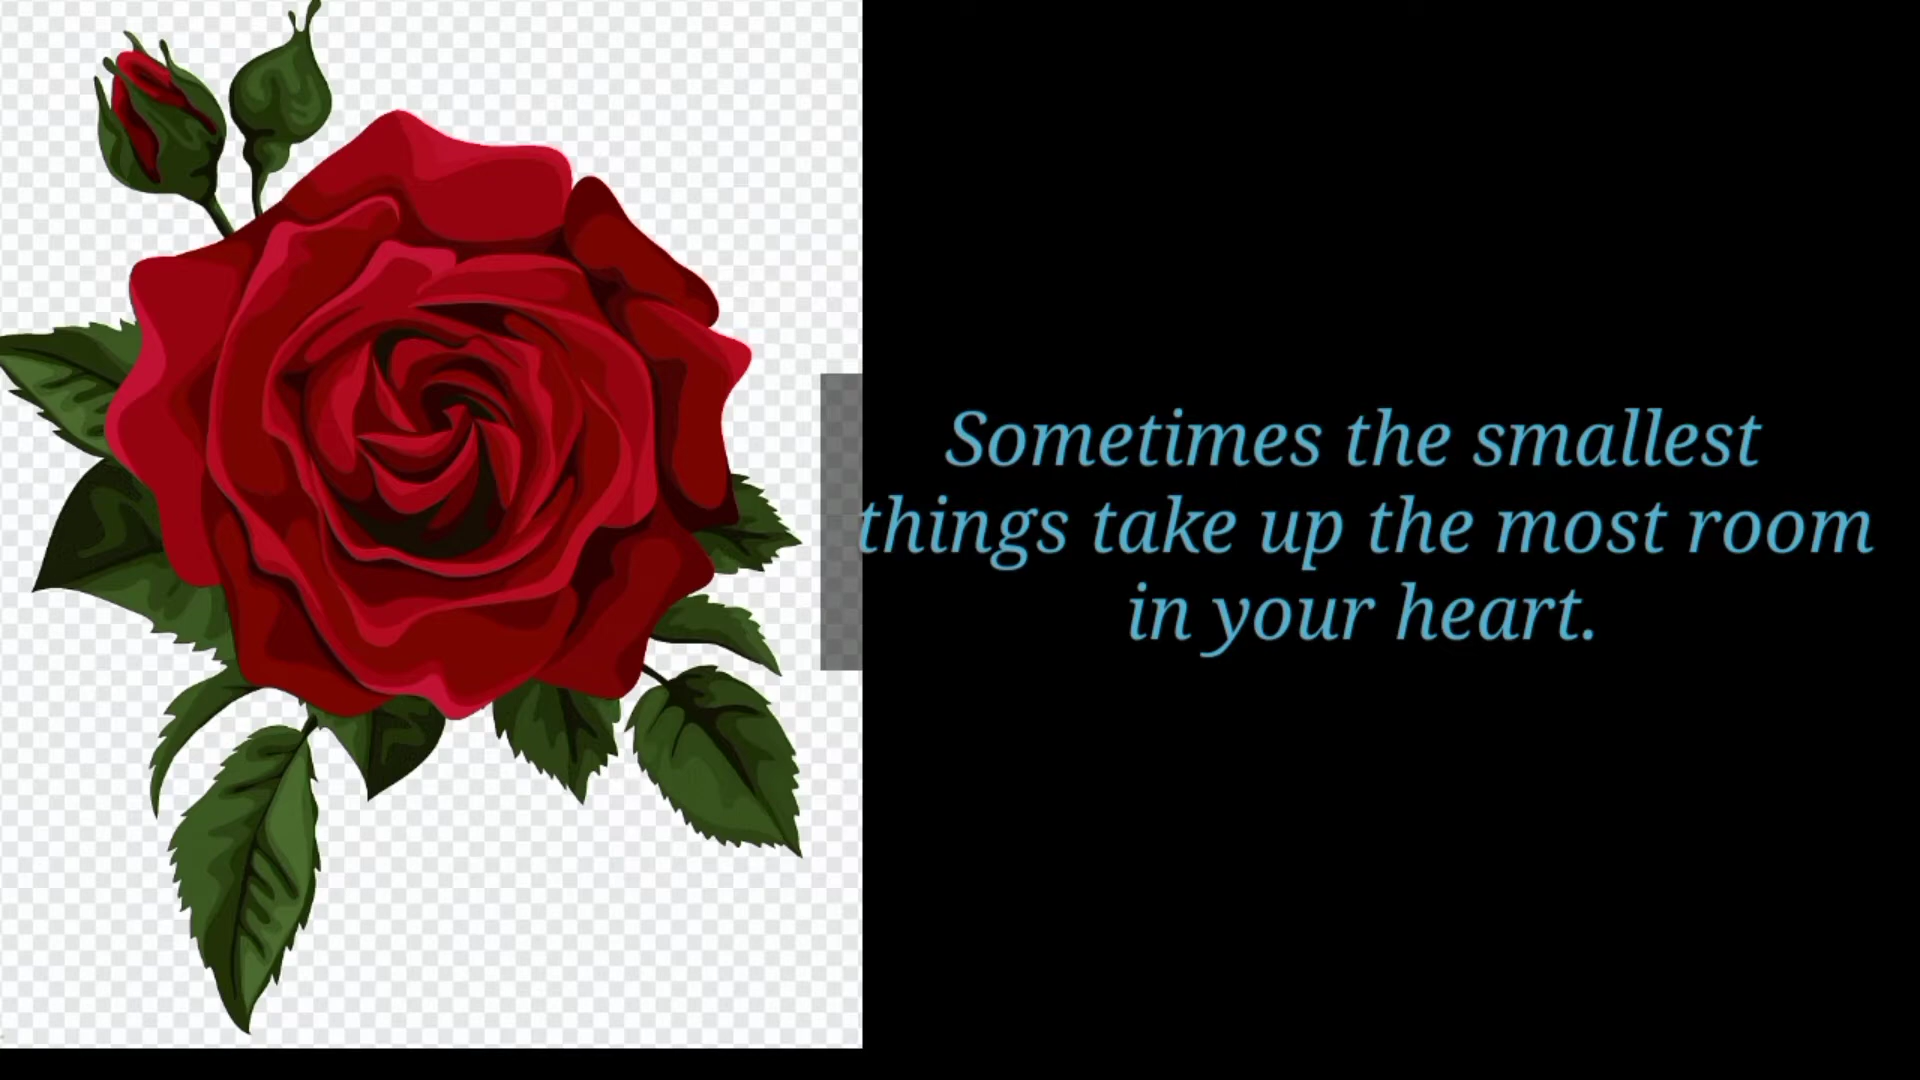 Sometimes the smallest
things take up the most room
in your heart.